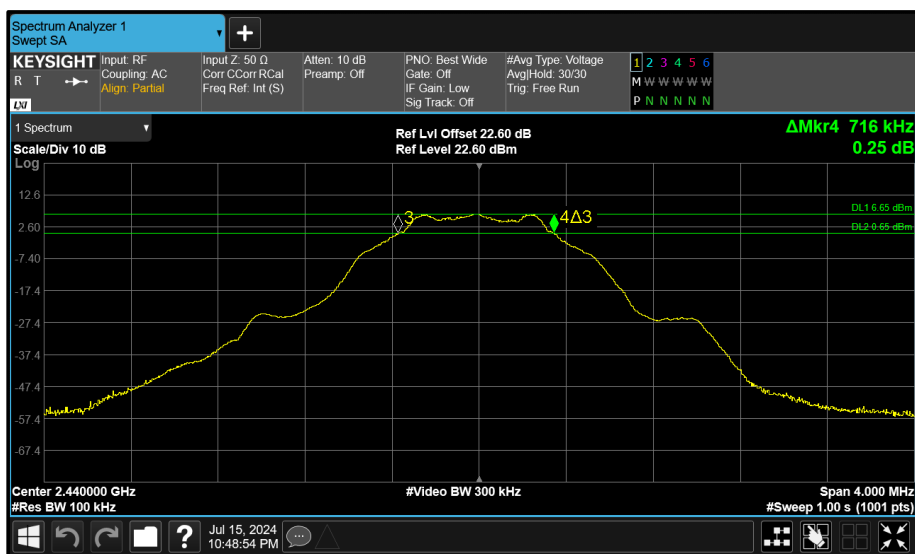 Spectrum Analyzer 1
Swept SA
+
KEYSIGHT
R T
LXI
Input: RF
Coupling: AC
Align: Partial
Input Z: 50 Ω
Corr CCorr RCal
Freq Ref: Int (S)
Atten: 10 dB
Preamp: Off
PNO: Best Wide
Gate: Off
IF Gain: Low
Sig Track: Off
#Avg Type: Voltage
Avg|Hold: 30/30
Trig: Free Run
1 2 3 4 5 6
M W W W W W
P N N N N N
1 Spectrum
Scale/Div 10 dB
Log
Ref Lvl Offset 22.60 dB
Ref Level 22.60 dBm
ΔMkr4 716 kHz
0.25 dB
12.6
DL1 6.65 dBm
3
4Δ3
2.60
DL2 0.65 dBm
-7.40
-17.4
-27.4
-37.4
-47.4
-57.4
-67.4
Center 2.440000 GHz
#Video BW 300 kHz
Span 4.000 MHz
#Res BW 100 kHz
#Sweep 1.00 s (1001 pts)
?
Jul 15, 2024
10:48:54 PM